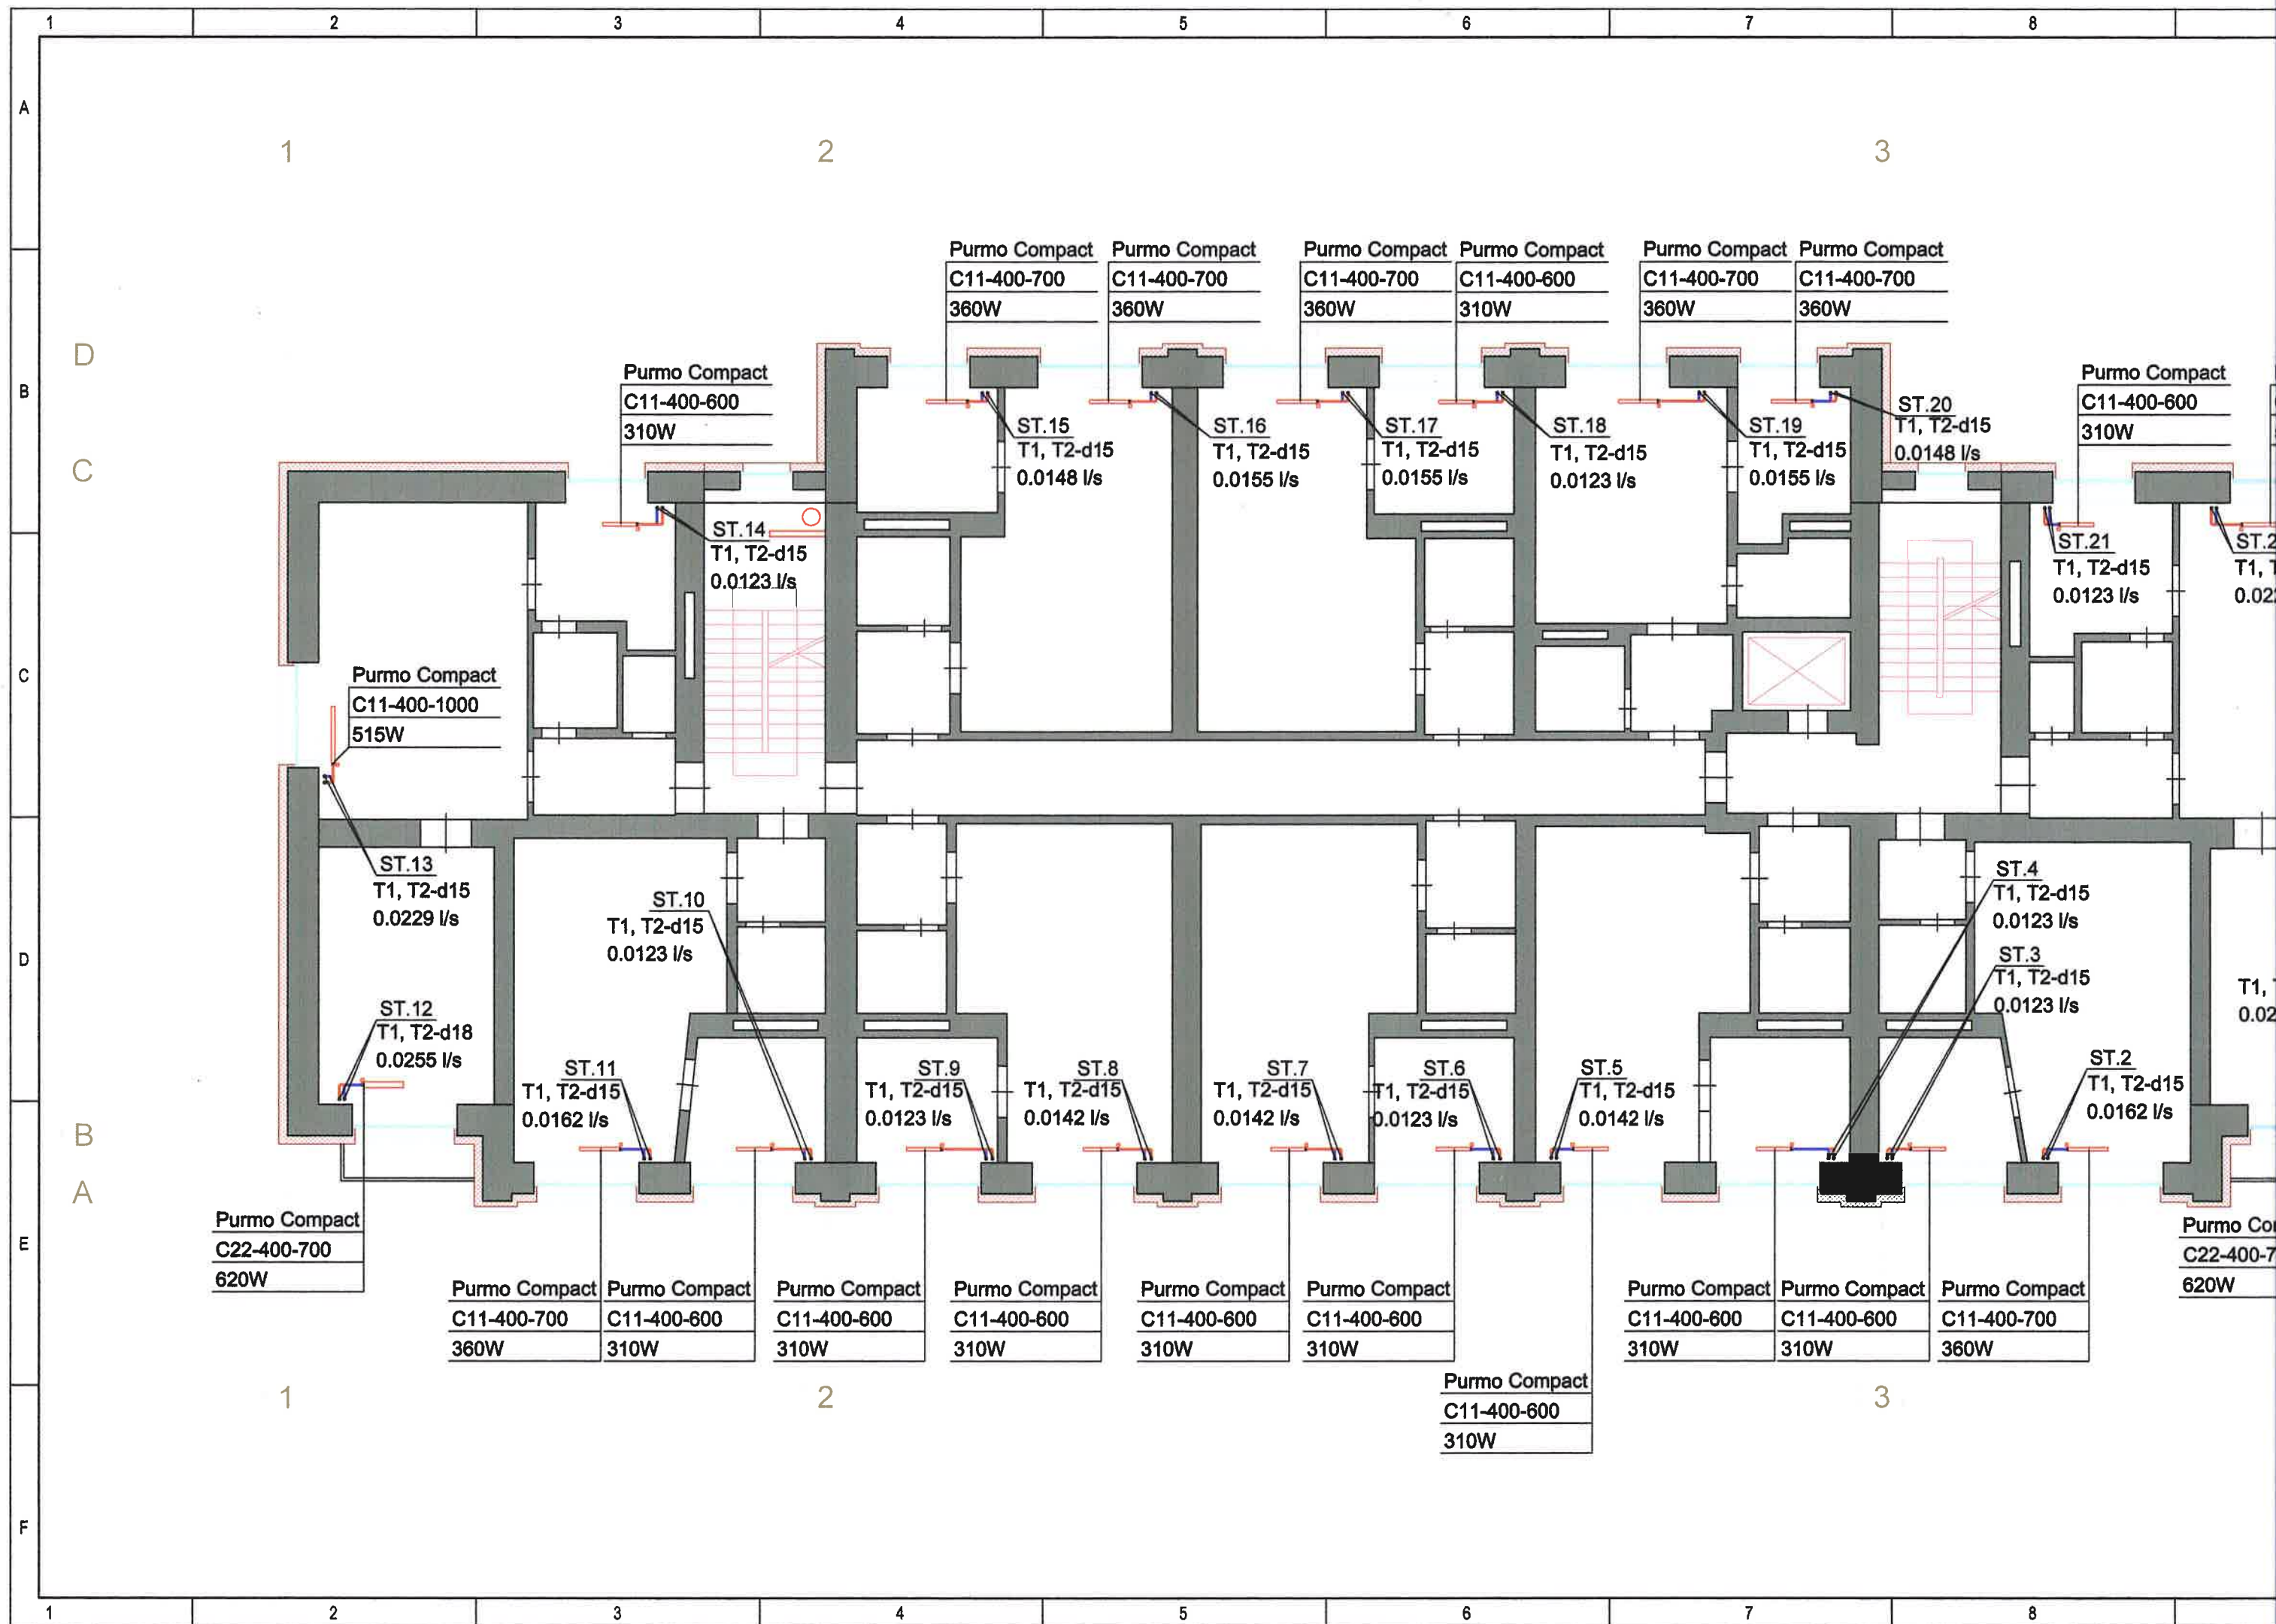 1 2 3 4 5 6 7 8
A
1 2 3
Purmo Compact
C11-400-700
360W
Purmo Compact
C11-400-700
360W
Purmo Compact
C11-400-700
360W
Purmo Compact
C11-400-600
310W
Purmo Compact
C11-400-700
360W
Purmo Compact
C11-400-700
360W
D
B
Purmo Compact
C11-400-600
310W
Purmo Compact
C11-400-600
310W
ST.15
T1, T2-d15
0.0148 l/s
ST.16
T1, T2-d15
0.0155 l/s
ST.17
T1, T2-d15
0.0155 l/s
ST.18
T1, T2-d15
0.0123 l/s
ST.19
T1, T2-d15
0.0155 l/s
ST.20
T1, T2-d15
0.0148 l/s
C
ST.14
T1, T2-d15
0.0123 l/s
ST.21
T1, T2-d15
0.0123 l/s
ST.2
T1, T
0.022
C
Purmo Compact
C11-400-1000
515W
ST.13
T1, T2-d15
0.0229 l/s
ST.10
T1, T2-d15
0.0123 l/s
ST.4
T1, T2-d15
0.0123 l/s
D
ST.3
T1, T2-d15
0.0123 l/s
T1,
0.02
ST.12
T1, T2-d18
0.0255 l/s
ST.11
T1, T2-d15
0.0162 l/s
ST.9
T1, T2-d15
0.0123 l/s
ST.8
T1, T2-d15
0.0142 l/s
ST.7
T1, T2-d15
0.0142 l/s
ST.6
T1, T2-d15
0.0123 l/s
ST.5
T1, T2-d15
0.0142 l/s
ST.2
T1, T2-d15
0.0162 l/s
B
A
E
Purmo Compact
C22-400-700
620W
Purmo Compact
C11-400-700
360W
Purmo Compact
C11-400-600
310W
Purmo Compact
C11-400-600
310W
Purmo Compact
C11-400-600
310W
Purmo Compact
C11-400-600
310W
Purmo Compact
C11-400-600
310W
Purmo Compact
C11-400-600
310W
Purmo Compact
C11-400-600
310W
Purmo Compact
C11-400-600
310W
Purmo Compact
C11-400-700
360W
Purmo Co
C22-400-7
620W
1 2 3
F
1 2 3 4 5 6 7 8